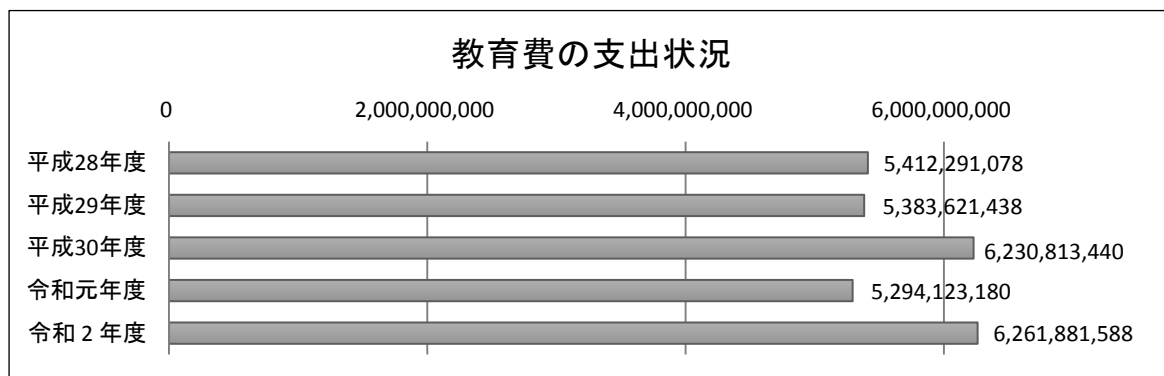 教育費の支出状況
0 2,000,000,000 4,000,000,000 6,000,000,000
平成28年度 5,412,291,078
平成29年度 5,383,621,438
平成30年度 6,230,813,440
令和元年度 5,294,123,180
令和２年度 6,261,881,588